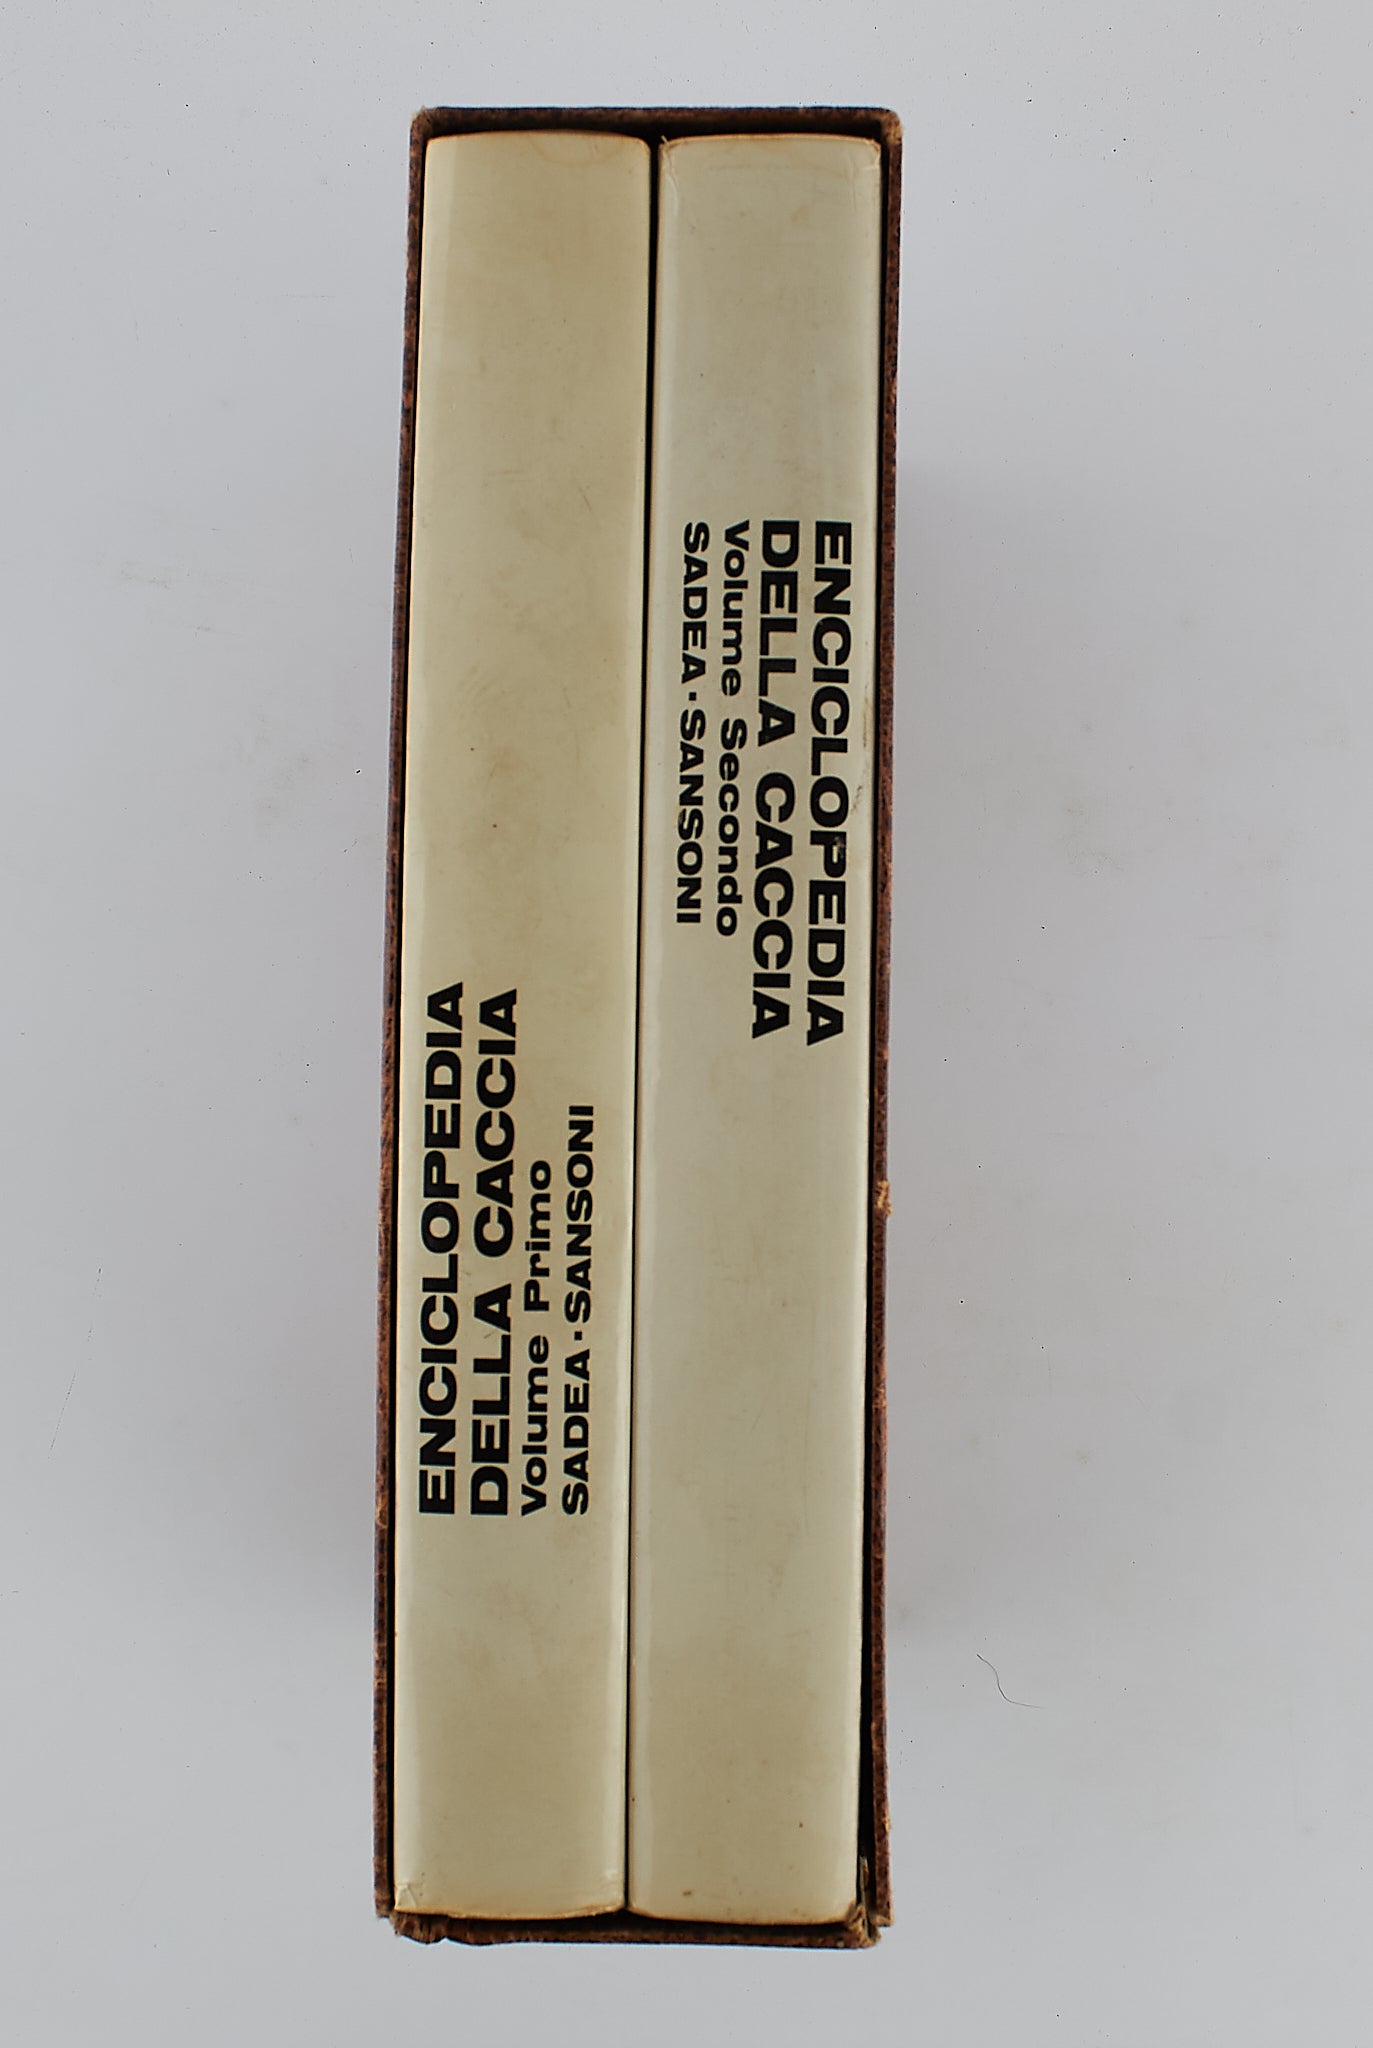 ENCICLOPEDIA
DELLA CACCIA
Volume Primo
SADEA·SANSONI
ENCICLOPEDIA
DELLA CACCIA
Volume Secondo
SADEA·SANSONI